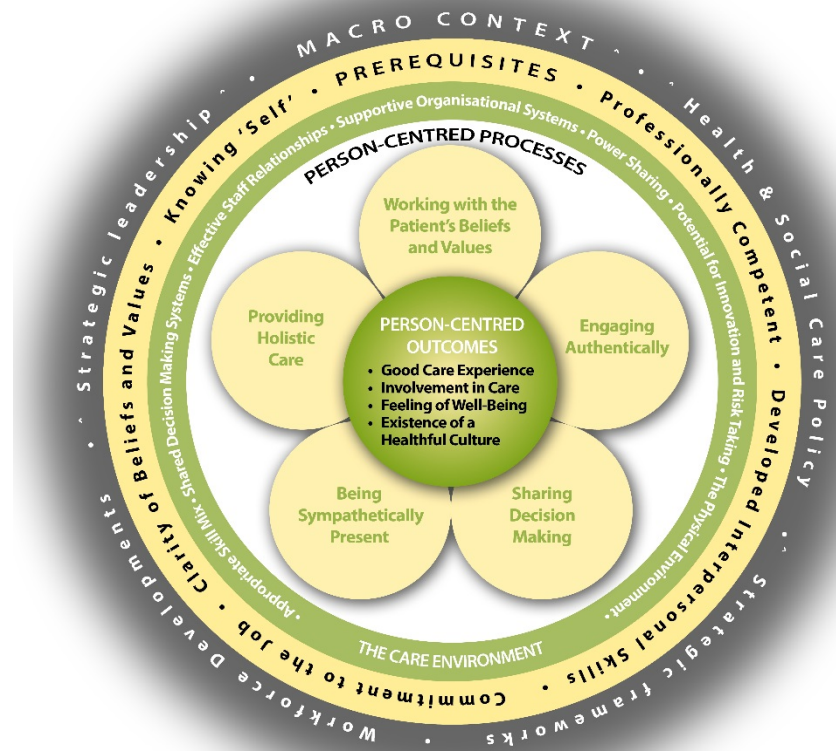 MACRO CONTEXT
Health & Social Care Policy
Strategic frameworks
Workforce Developments
Strategic leadership
PREREQUISITES • Professionally Competent • Developed Interpersonal Skills • Commitment to the Job • Clarity of Beliefs and Values • Knowing 'Self' •
THE CARE ENVIRONMENT
• Appropriate Skill Mix • Shared Decision Making Systems • Effective Staff Relationships • Supportive Organisational Systems • Power Sharing • Potential for Innovation and Risk Taking • The Physical Environment •
PERSON-CENTRED PROCESSES
Working with the
Patient's Beliefs
and Values
Engaging
Authentically
Sharing
Decision
Making
Being
Sympathetically
Present
Providing
Holistic
Care
PERSON-CENTRED
OUTCOMES
• Good Care Experience
• Involvement in Care
• Feeling of Well-Being
• Existence of a
Healthful Culture